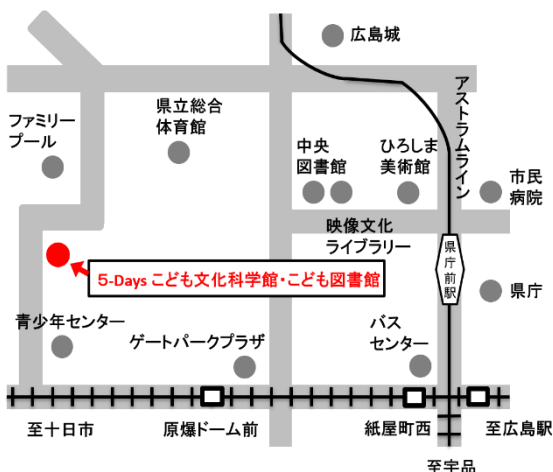 広島城
アストラムライン
県立総合
体育館
ファミリー
プール
中央
図書館
ひろしま
美術館
市民
病院
映像文化
ライブラリー
県庁前駅
5-Days こども文化科学館・こども図書館
県庁
青少年センター
ゲートパークプラザ
バス
センター
至十日市
原爆ドーム前
紙屋町西
至広島駅
至宇品